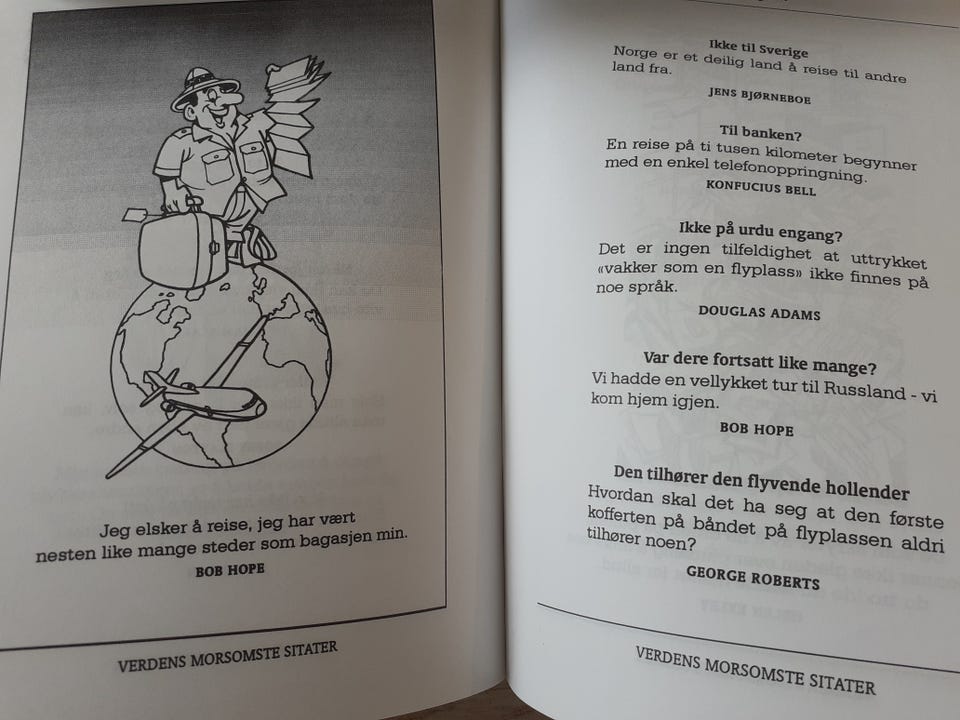 Jeg elsker å reise, jeg har vært
nesten like mange steder som bagasjen min.
BOB HOPE
VERDENS MORSOMSTE SITATER
Ikke til Sverige
Norge er et deilig land å reise til andre
land fra.
JENS BJØRNEBOE
Til banken?
En reise på ti tusen kilometer begynner
med en enkel telefonoppringning.
KONFUCIUS BELL
Ikke på urdu engang?
Det er ingen tilfeldighet at uttrykket
«vakker som en flyplass» ikke finnes på
noe språk.
DOUGLAS ADAMS
Var dere fortsatt like mange?
Vi hadde en vellykket tur til Russland - vi
kom hjem igjen.
BOB HOPE
Den tilhører den flyvende hollender
Hvordan skal det ha seg at den første
kofferten på båndet på flyplassen aldri
tilhører noen?
GEORGE ROBERTS
VERDENS MORSOMSTE SITATER